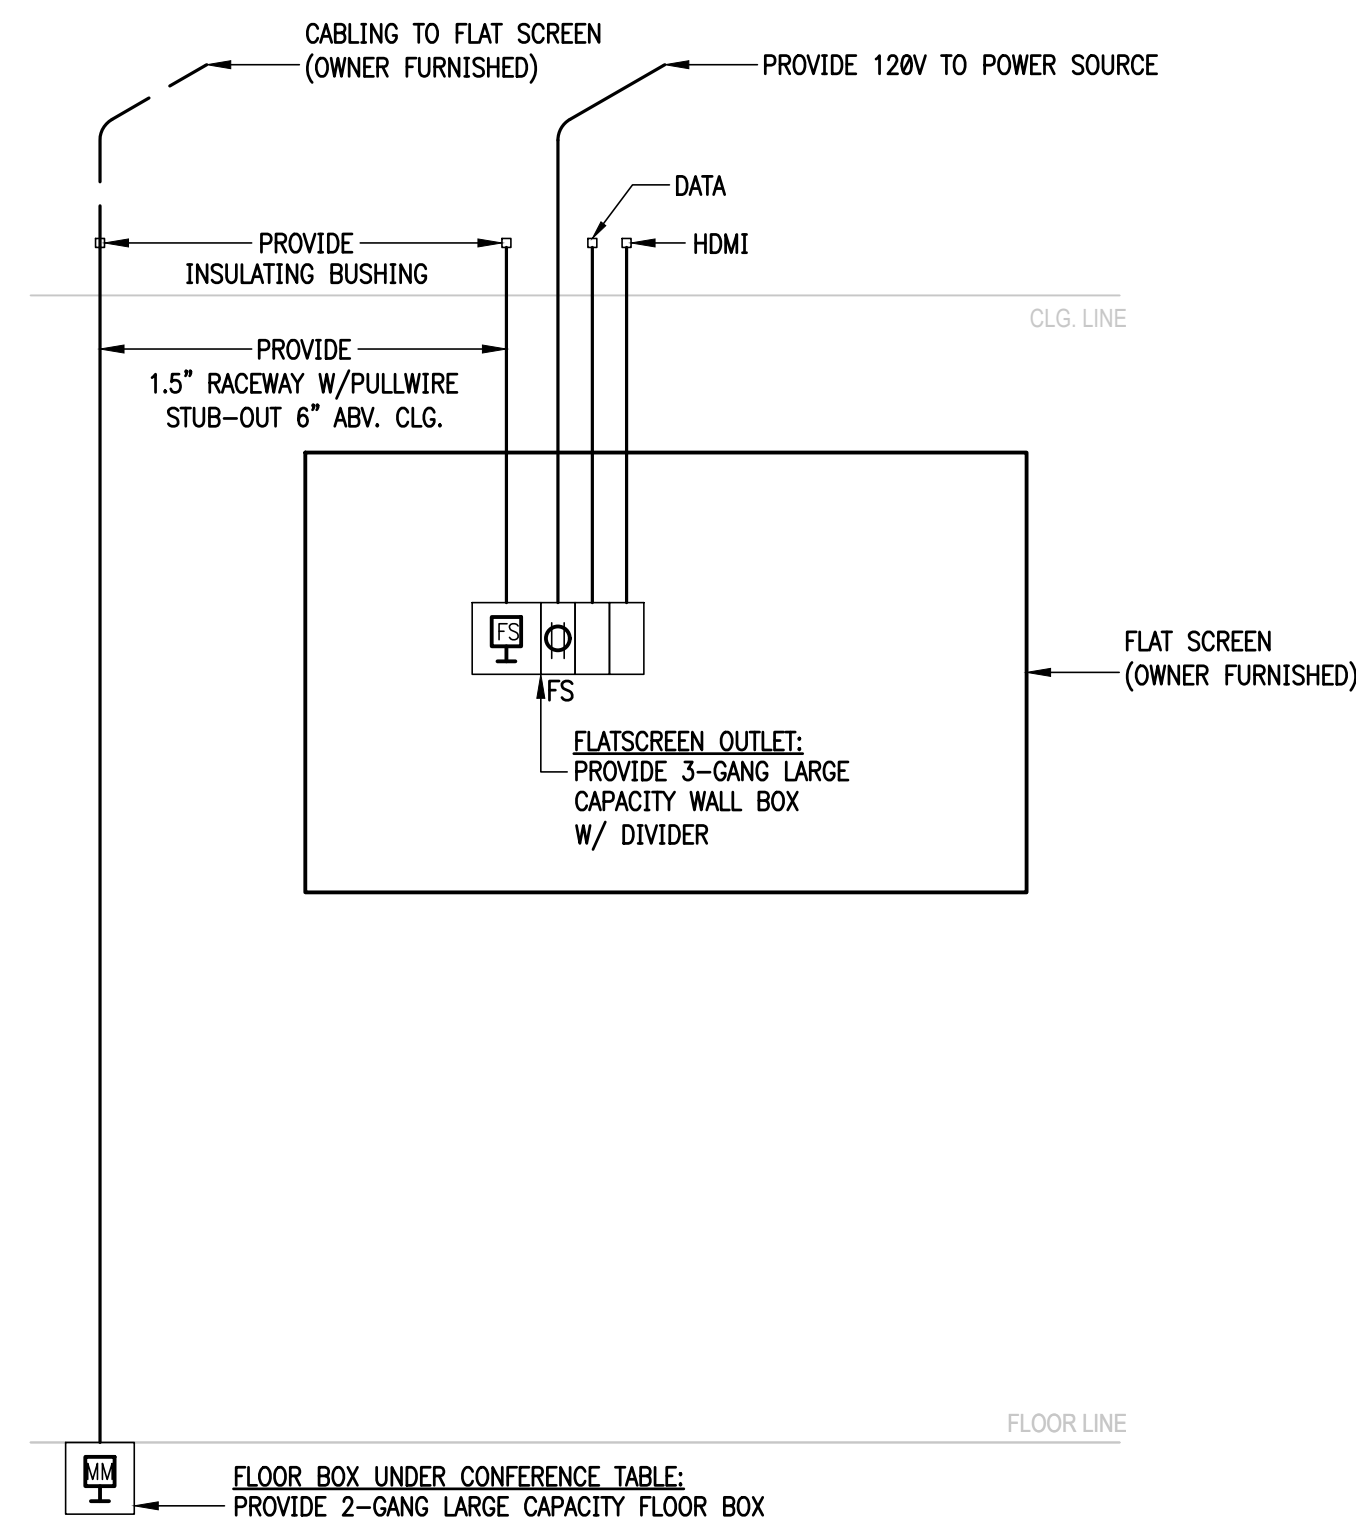 CABLING TO FLAT SCREEN
(OWNER FURNISHED)
PROVIDE 120V TO POWER SOURCE
DATA
HDMI
PROVIDE
INSULATING BUSHING
CLG. LINE
PROVIDE
1.5" RACEWAY W/PULLWIRE
STUB-OUT 6" ABV. CLG.
FS
FS
FLAT SCREEN
(OWNER FURNISHED)
FLATSCREEN OUTLET:
PROVIDE 3-GANG LARGE
CAPACITY WALL BOX
W/ DIVIDER
FLOOR LINE
MM
FLOOR BOX UNDER CONFERENCE TABLE:
PROVIDE 2-GANG LARGE CAPACITY FLOOR BOX